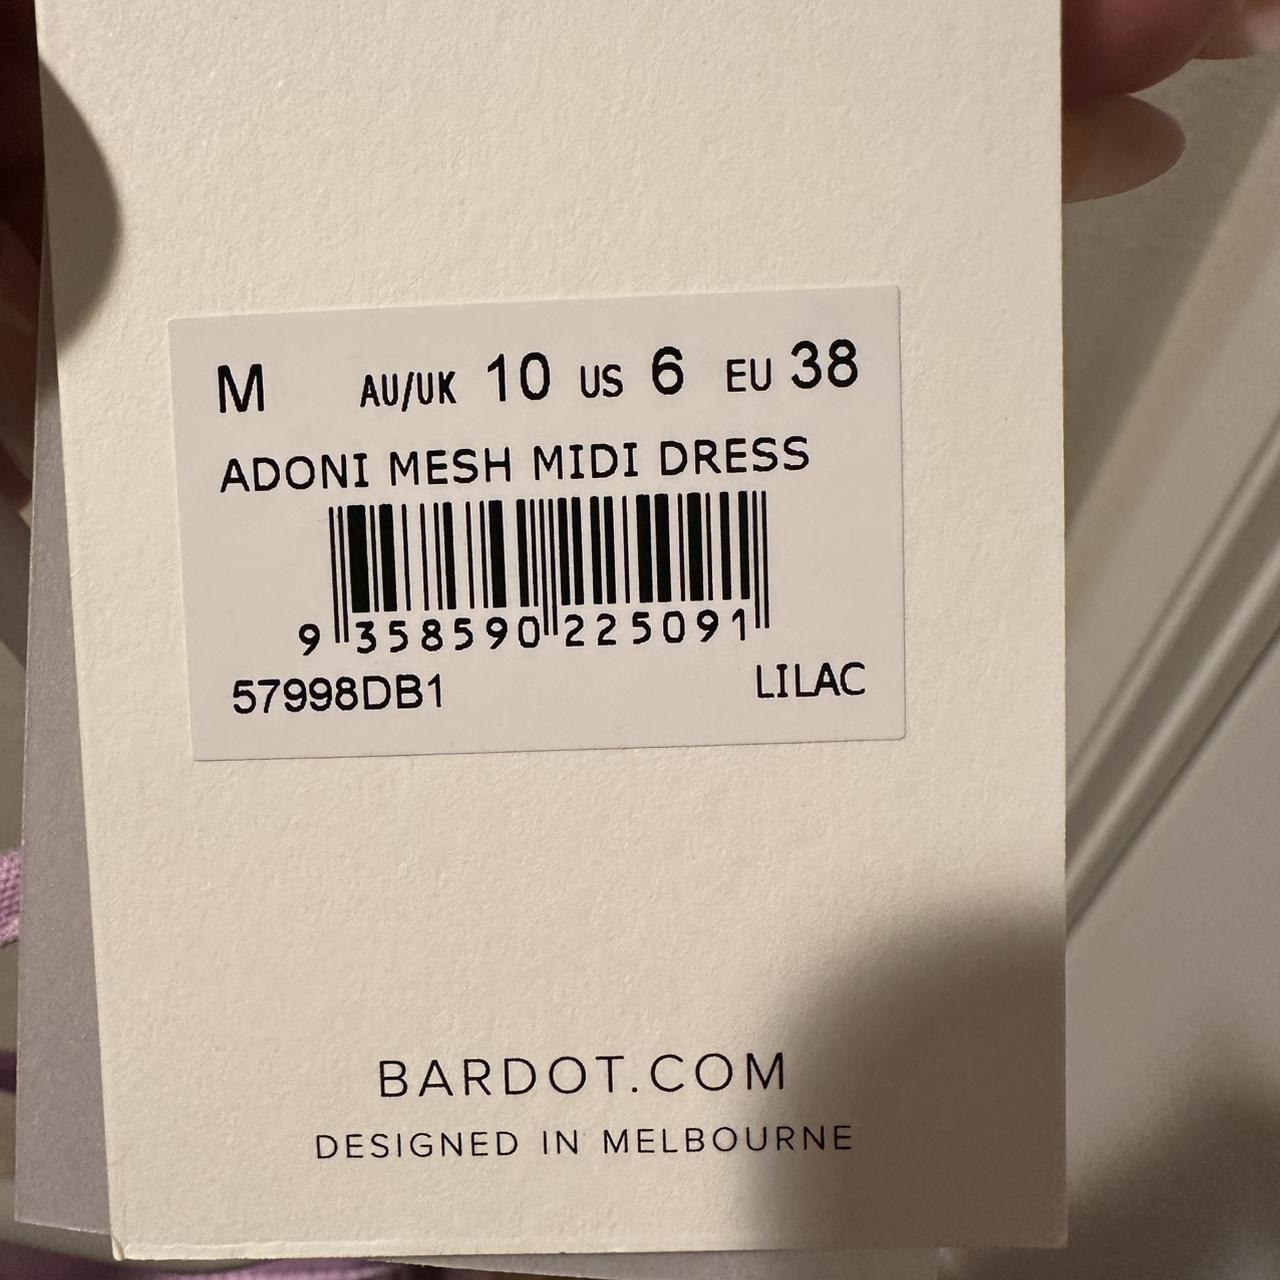 M AU/UK 10 US 6 EU 38
ADONI MESH MIDI DRESS
9 358590 225091
57998DB1 LILAC
BARDOT.COM
DESIGNED IN MELBOURNE